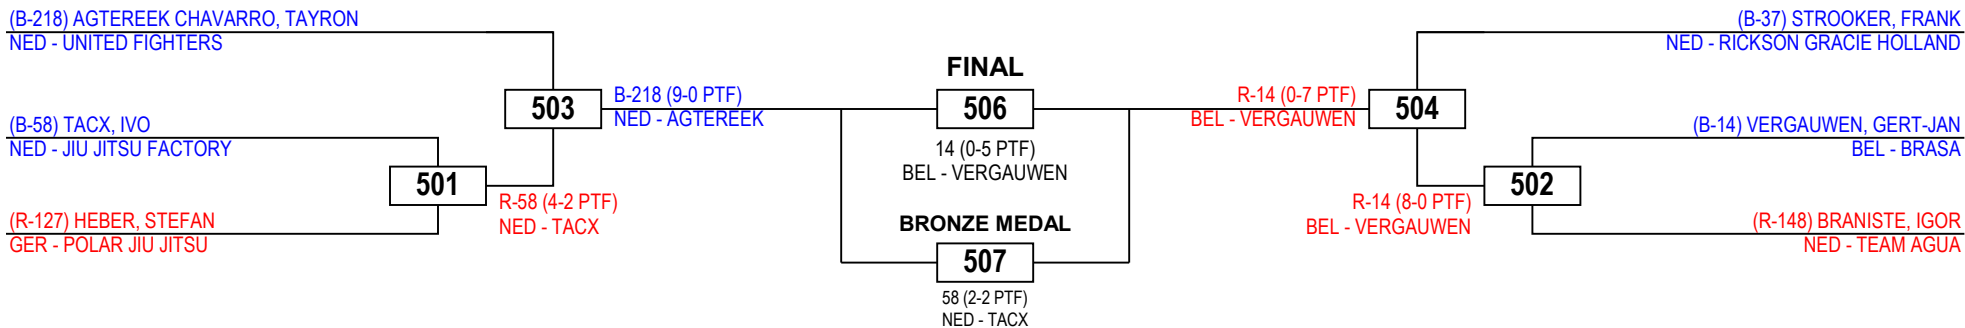 (B-218) AGTEREEK CHAVARRO, TAYRON
NED - UNITED FIGHTERS
(B-58) TACX, IVO
NED - JIU JITSU FACTORY
(R-127) HEBER, STEFAN
GER - POLAR JIU JITSU
501
R-58 (4-2 PTF)
NED - TACX
503
B-218 (9-0 PTF)
NED - AGTEREEK
FINAL
506
14 (0-5 PTF)
BEL - VERGAUWEN
BRONZE MEDAL
507
58 (2-2 PTF)
NED - TACX
R-14 (0-7 PTF)
BEL - VERGAUWEN
504
R-14 (8-0 PTF)
BEL - VERGAUWEN
502
(B-37) STROOKER, FRANK
NED - RICKSON GRACIE HOLLAND
(B-14) VERGAUWEN, GERT-JAN
BEL - BRASA
(R-148) BRANISTE, IGOR
NED - TEAM AGUA